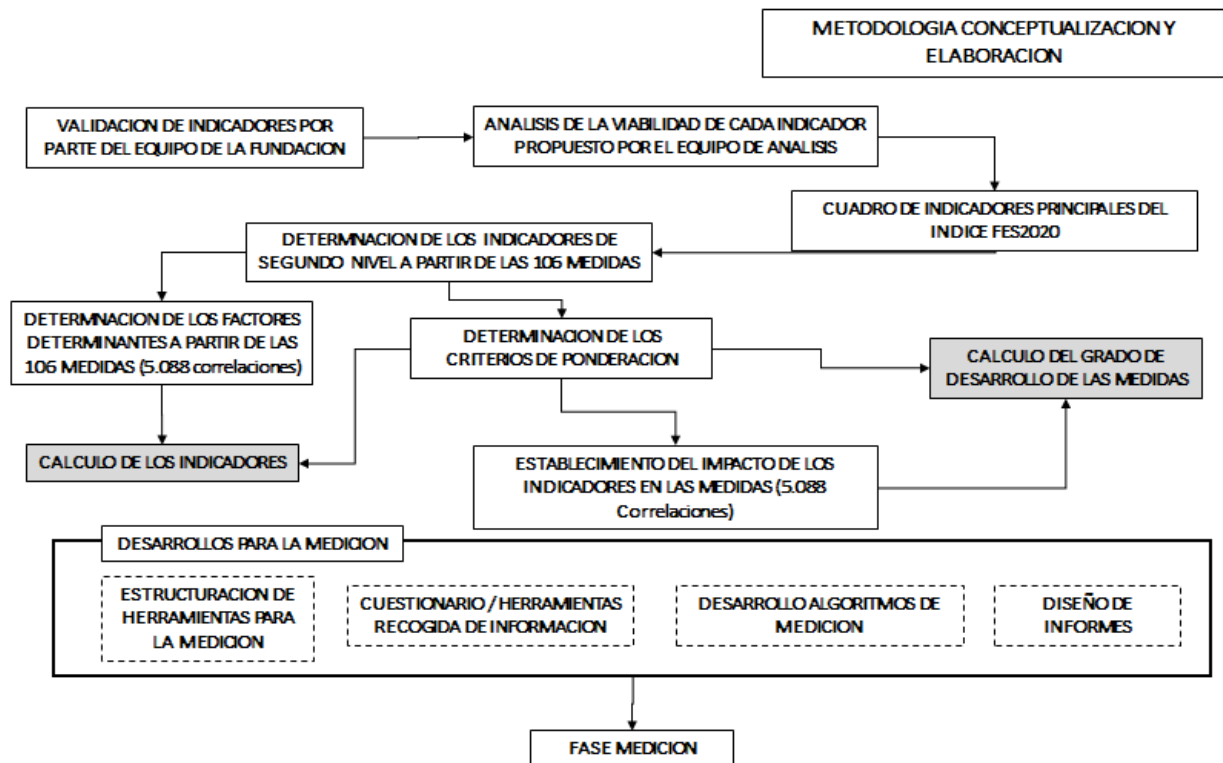 METODOLOGIA CONCEPTUALIZACION Y
ELABORACION
VALIDACION DE INDICADORES POR
PARTE DEL EQUIPO DE LA FUNDACION
ANALISIS DE LA VIABILIDAD DE CADA INDICADOR
PROPUESTO POR EL EQUIPO DE ANALISIS
CUADRO DE INDICADORES PRINCIPALES DEL
INDICE FES2020
DETERMNACION DE LOS INDICADORES DE
SEGUNDO NIVEL A PARTIR DE LAS 106 MEDIDAS
DETERMNACION DE LOS FACTORES
DETERMINANTES A PARTIR DE LAS
106 MEDIDAS (5.088 correlaciones)
DETERMINACION DE LOS
CRITERIOS DE PONDERACION
CALCULO DEL GRADO DE
DESARROLLO DE LAS MEDIDAS
CALCULO DE LOS INDICADORES
ESTABLECIMIENTO DEL IMPACTO DE LOS
INDICADORES EN LAS MEDIDAS (5.088
Correlaciones)
DESARROLLOS PARA LA MEDICION
ESTRUCTURACION DE
HERRAMIENTAS PARA
LA MEDICION
CUESTIONARIO / HERRAMIENTAS
RECOGIDA DE INFORMACION
DESARROLLO ALGORITMOS DE
MEDICION
DISEÑO DE
INFORMES
FASE MEDICION